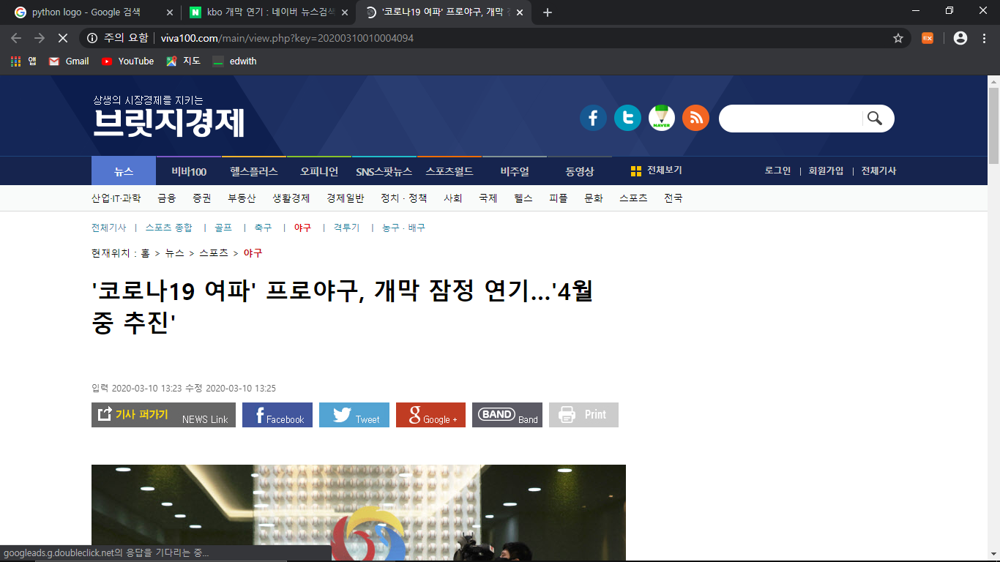 python logo - Google 검색
kbo 개막 연기 : 네이버 뉴스검색
'코로나19 여파' 프로야구, 개막
주의 요함 viva100.com/main/view.php?key=20200310010004094
앱 Gmail YouTube 지도 edwith
상생의 시장경제를 지키는
브릿지경제
NAVER
뉴스 비바100 헬스플러스 오피니언 SNS스팟뉴스 스포츠월드 비주얼 동영상 전체보기 로그인 | 회원가입 | 전체기사
산업·IT·과학 금융 증권 부동산 생활경제 경제일반 정치 · 정책 사회 국제 헬스 피플 문화 스포츠 전국
전체기사 | 스포츠 종합 | 골프 | 축구 | 야구 | 격투기 | 농구 · 배구
현재위치 : 홈 > 뉴스 > 스포츠 > 야구
'코로나19 여파' 프로야구, 개막 잠정 연기…'4월
중 추진'
입력 2020-03-10 13:23 수정 2020-03-10 13:25
기사 퍼가기 NEWS Link Facebook Tweet Google + BAND Band Print
googleads.g.doubleclick.net의 응답을 기다리는 중...